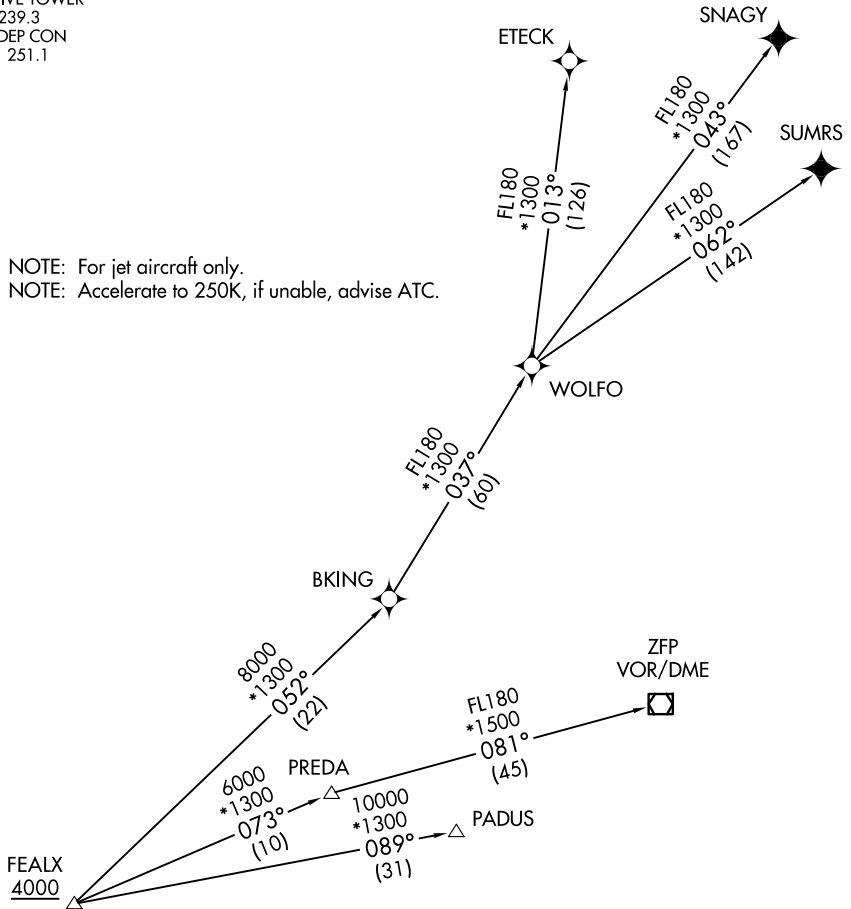 TOWER
239.3
DEP CON
251.1
SNAGY
ETECK
FL180
*1300
043°
(167)
SUMRS
FL180
*1300
013°
(126)
FL180
*1300
062°
(142)
NOTE: For jet aircraft only.
NOTE: Accelerate to 250K, if unable, advise ATC.
WOLFO
FL180
*1300
037°
(60)
BKING
8000
*1300
052°
(22)
ZFP
VOR/DME
FL180
*1500
081°
(45)
PREDA
6000
*1300
073°
(10)
10000
*1300
089°
(31)
PADUS
FEALX
4000